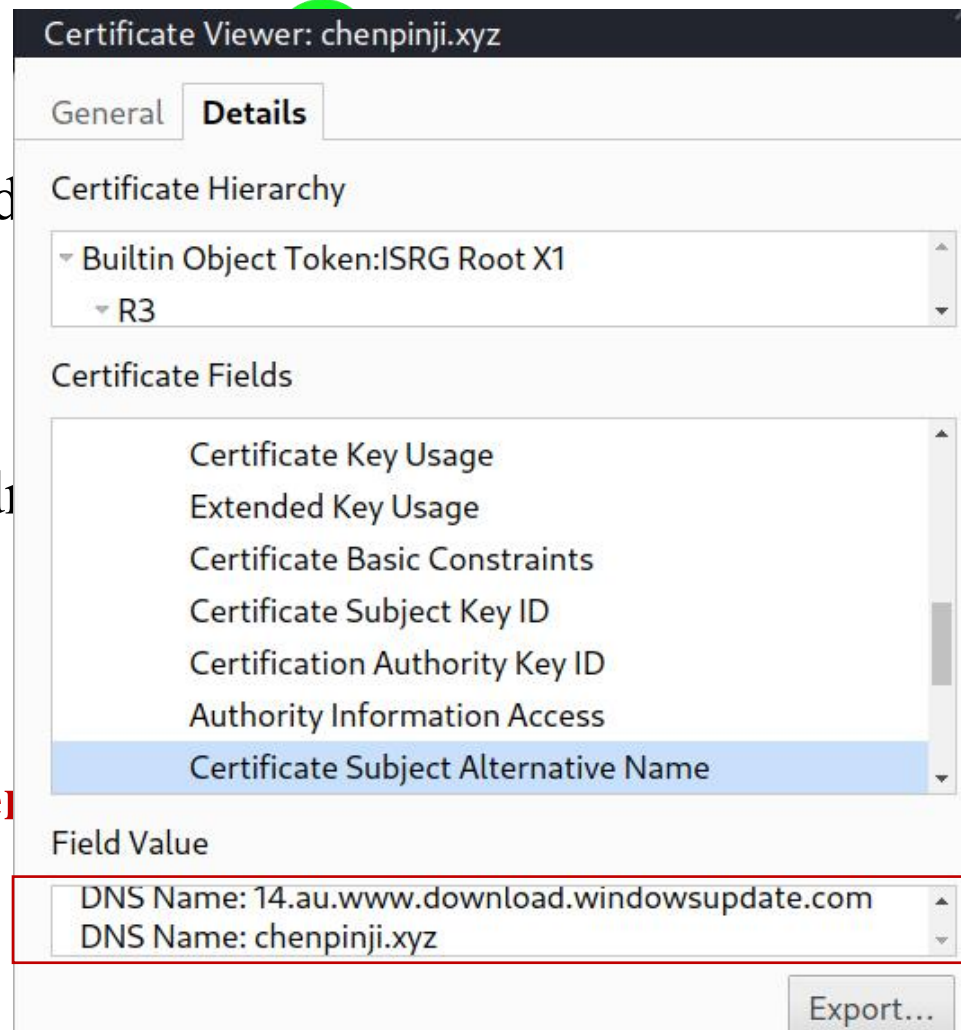 Certificate Viewer: chenpinji.xyz
General Details
Certificate Hierarchy
Builtin Object Token:ISRG Root X1
R3
Certificate Fields
Certificate Key Usage
Extended Key Usage
Certificate Basic Constraints
Certificate Subject Key ID
Certification Authority Key ID
Authority Information Access
Certificate Subject Alternative Name
Field Value
DNS Name: 14.au.www.download.windowsupdate.com
DNS Name: chenpinji.xyz
Export...